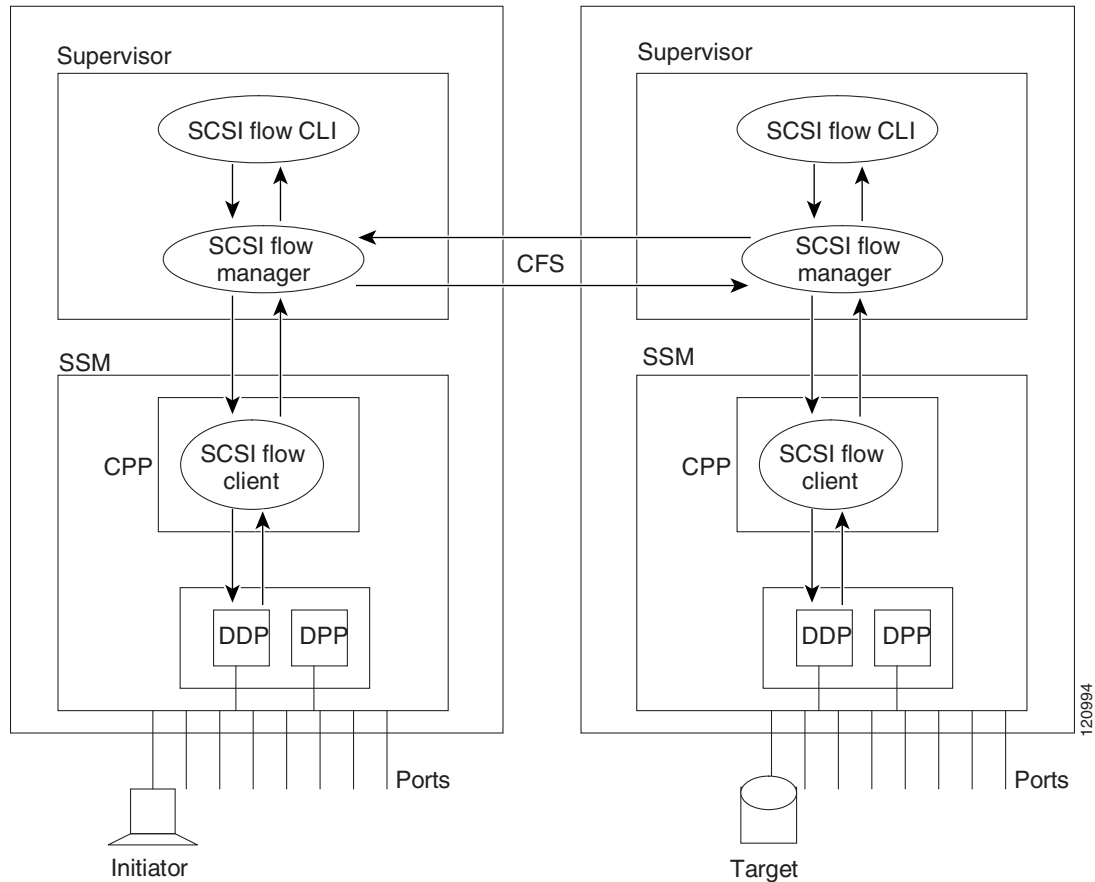 Supervisor
SCSI flow CLI
SCSI flow
manager
SSM
CPP
SCSI flow
client
DDP
DPP
Ports
Initiator
CFS
Supervisor
SCSI flow CLI
SCSI flow
manager
SSM
CPP
SCSI flow
client
DDP
DPP
Ports
Target
120994